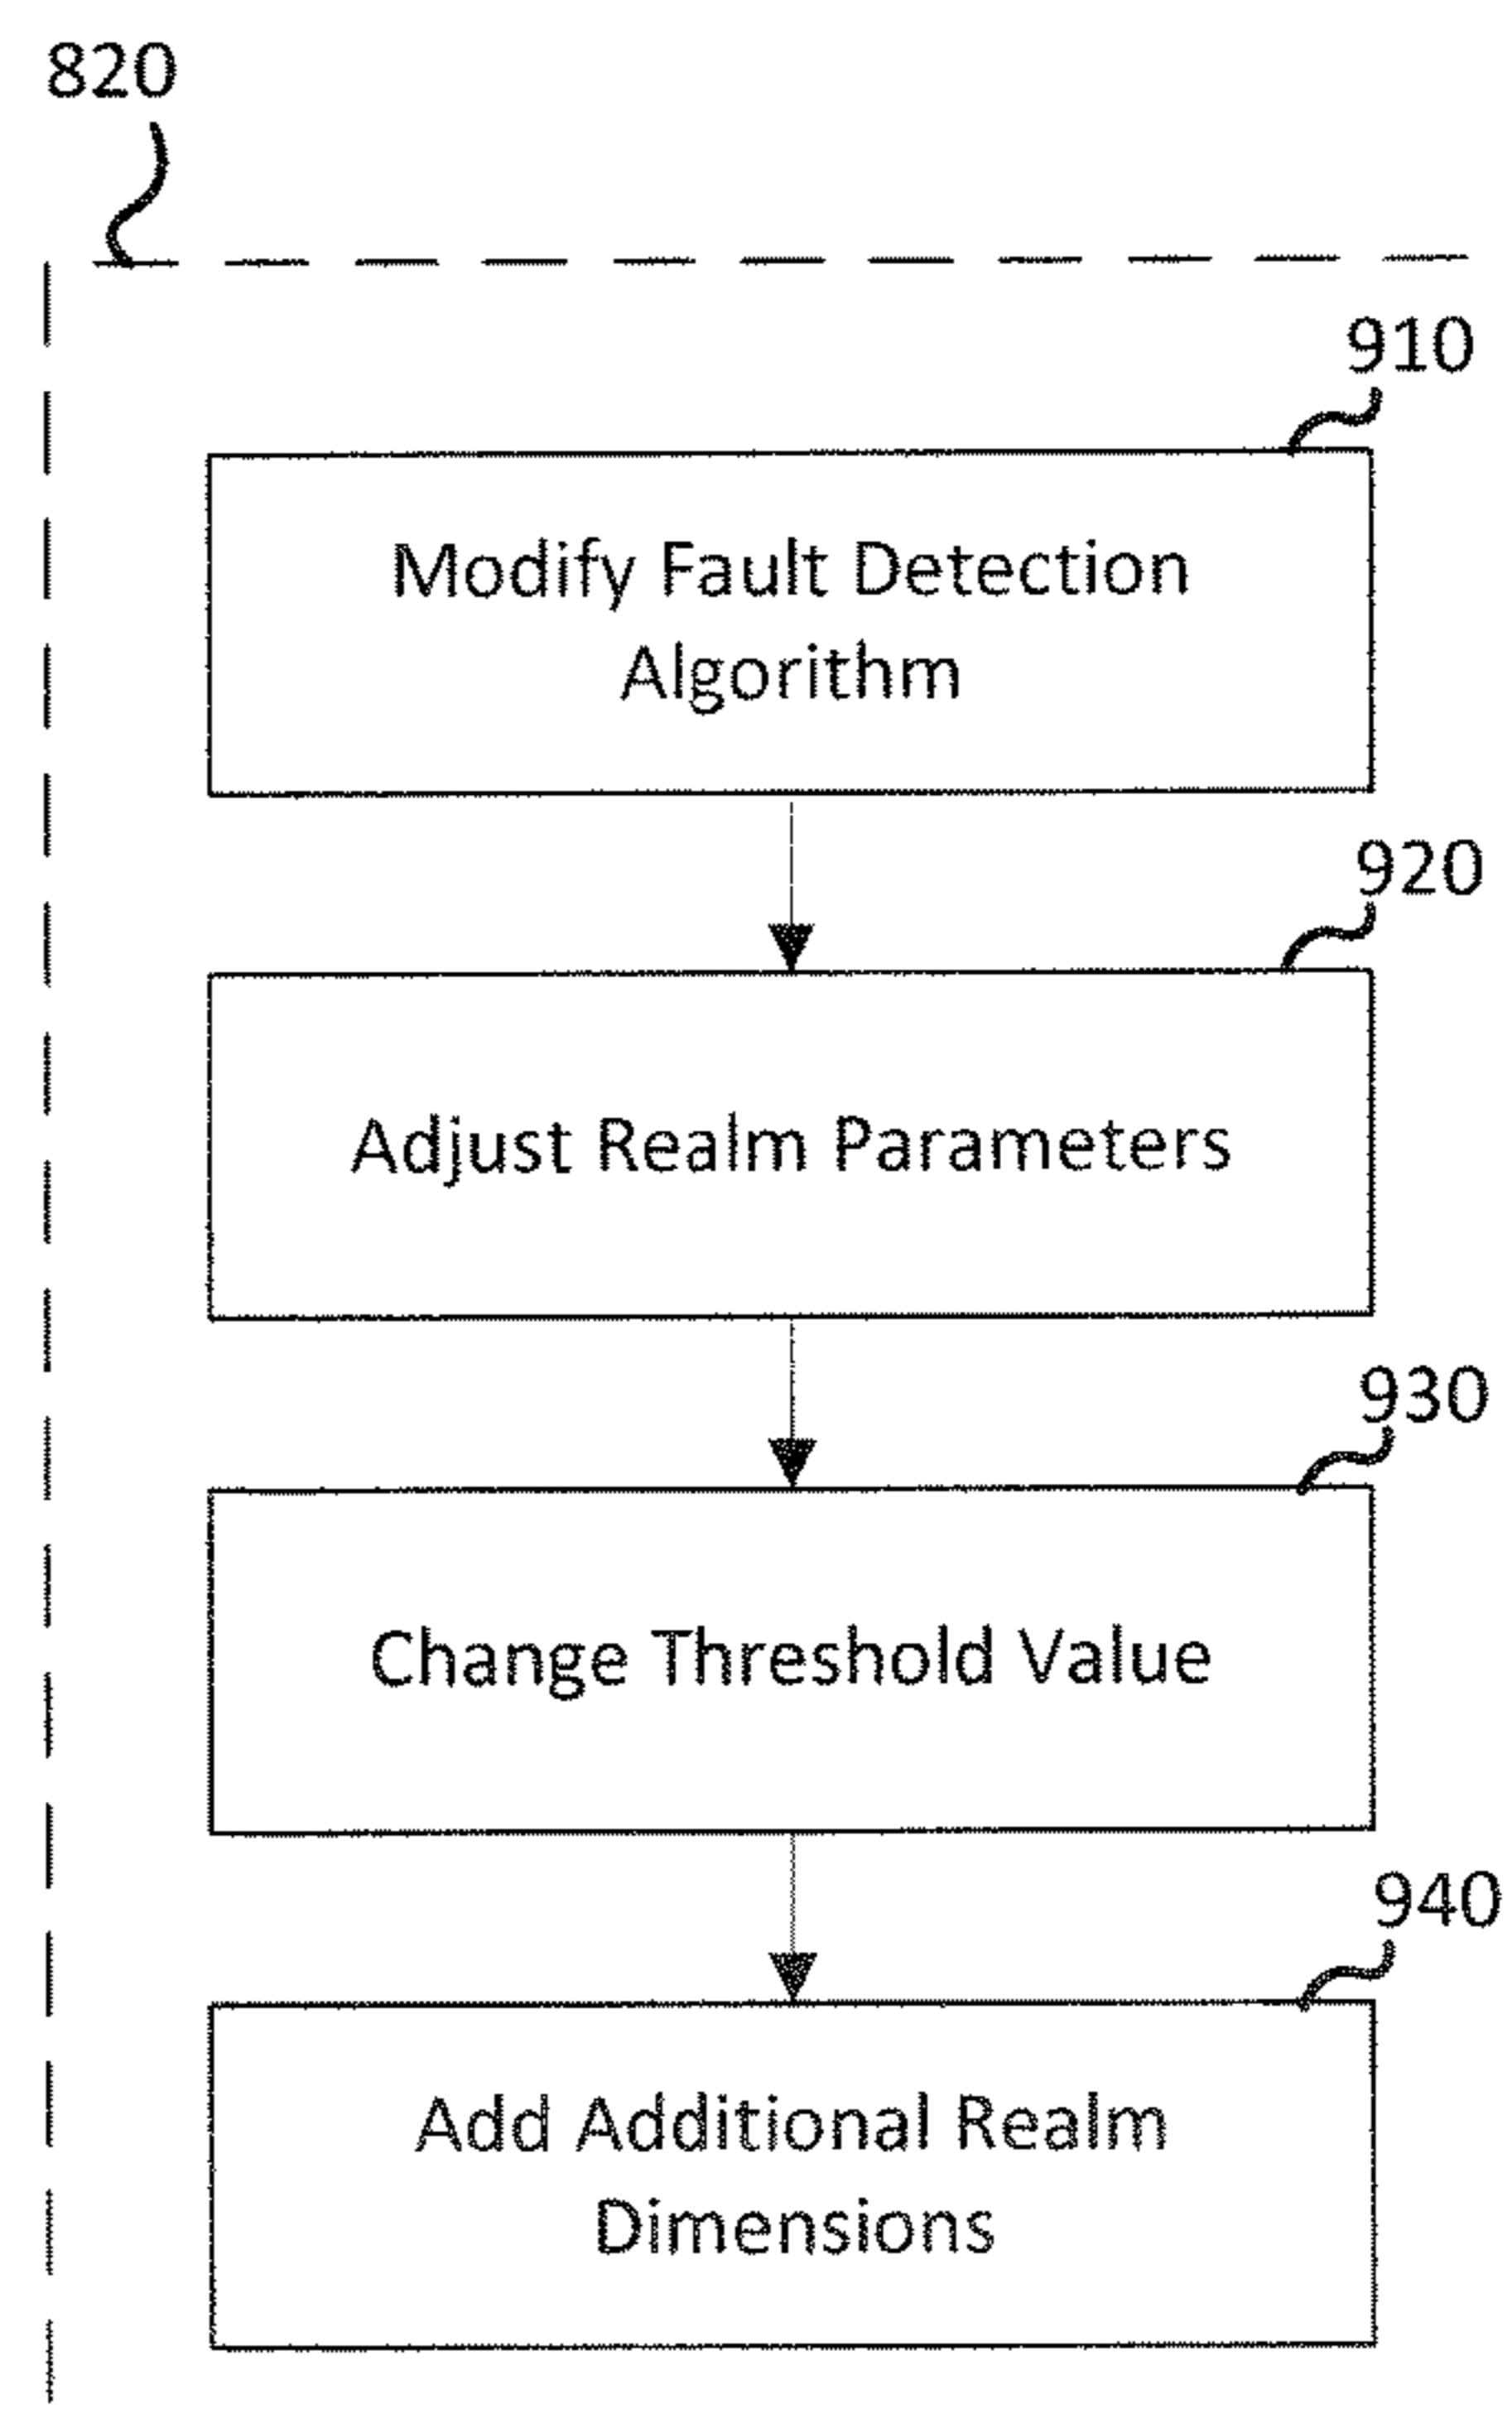 820
910
Modify Fault Detection
Algorithm
920
Adjust Realm Parameters
930
Change Threshold Value
940
Add Additional Realm
Dimensions